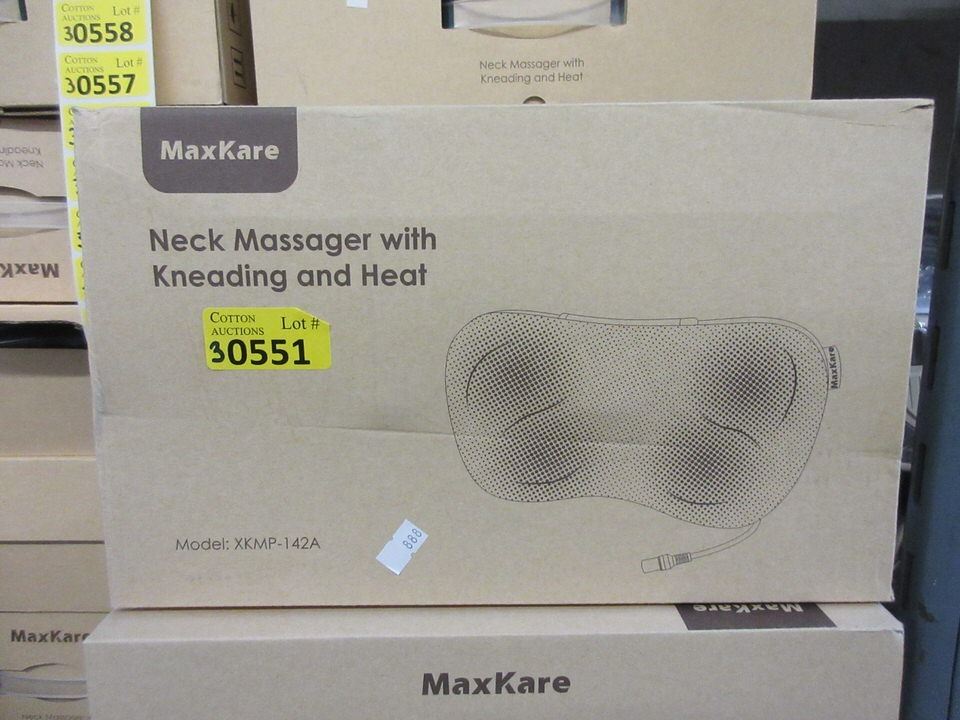 COTTON
AUCTIONS
Lot #
30558
COTTON
AUCTIONS
Lot #
30557
Neck Massager with
Kneading and Heat
MaxKare
Neck Massager with
Kneading and Heat
COTTON
AUCTIONS
Lot #
30551
MaxKare
Model: XKMP-142A
888
MaxKare
MaxKare
MaxKare
MaxKare